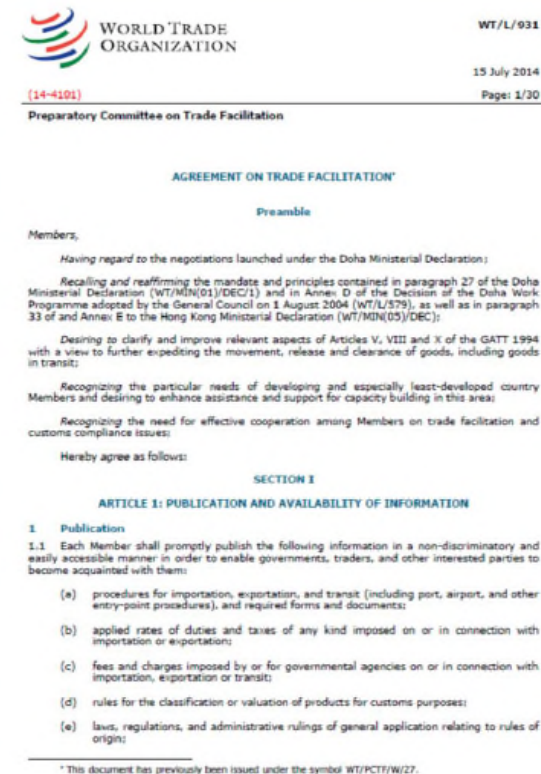 WORLD TRADE
ORGANIZATION
WT/L/931
15 July 2014
(14-4101)
Page: 1/30
Preparatory Committee on Trade Facilitation
AGREEMENT ON TRADE FACILITATION*
Preamble
Members,
Having regard to the negotiations launched under the Doha Ministerial Declaration;
Recalling and reaffirming the mandate and principles contained in paragraph 27 of the Doha
Ministerial Declaration (WT/MIN(01)/DEC/1) and in Annex D of the Decision of the Doha Work
Programme adopted by the General Council on 1 August 2004 (WT/L/579), as well as in paragraph
33 of and Annex E to the Hong Kong Ministerial Declaration (WT/MIN(05)/DEC);
Desiring to clarify and improve relevant aspects of Articles V, VIII and X of the GATT 1994
with a view to further expediting the movement, release and clearance of goods, including goods
in transit;
Recognizing the particular needs of developing and especially least-developed country
Members and desiring to enhance assistance and support for capacity building in this area;
Recognizing the need for effective cooperation among Members on trade facilitation and
customs compliance issues;
Hereby agree as follows:
SECTION I
ARTICLE 1: PUBLICATION AND AVAILABILITY OF INFORMATION
1 Publication
1.1 Each Member shall promptly publish the following information in a non-discriminatory and
easily accessible manner in order to enable governments, traders, and other interested parties to
become acquainted with them:
(a) procedures for importation, exportation, and transit (including port, airport, and other
entry-point procedures), and required forms and documents;
(b) applied rates of duties and taxes of any kind imposed on or in connection with
importation or exportation;
(c) fees and charges imposed by or for governmental agencies on or in connection with
importation, exportation or transit;
(d) rules for the classification or valuation of products for customs purposes;
(e) laws, regulations, and administrative rulings of general application relating to rules of
origin;
* This document has previously been issued under the symbol WT/PCTF/W/27.